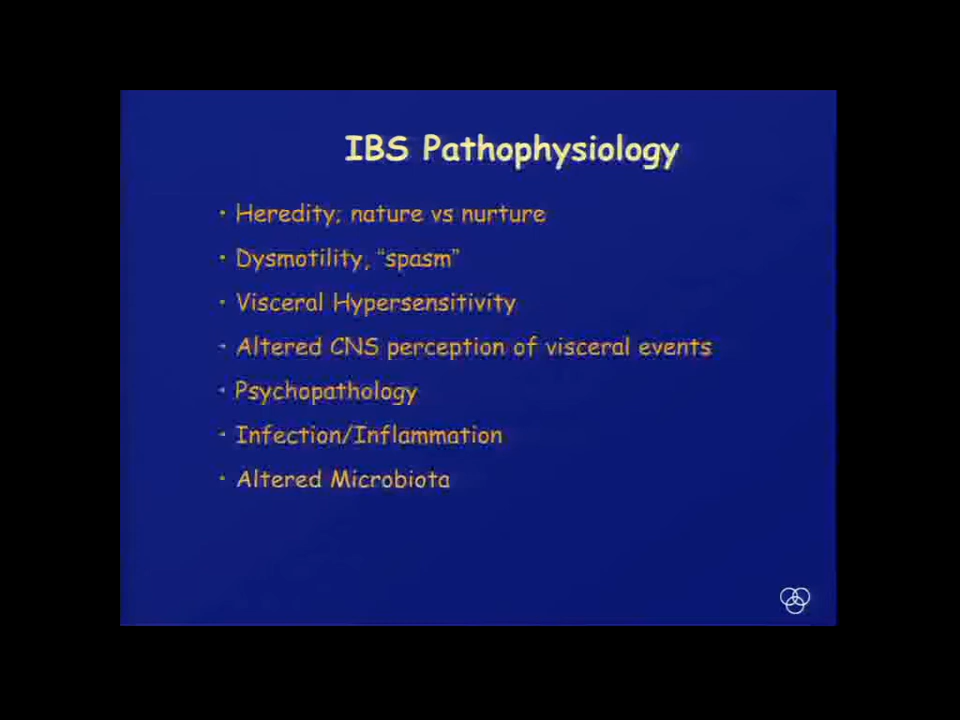 IBS Pathophysiology
· Heredity; nature vs nurture
· Dysmotility, “spasm”
· Visceral Hypersensitivity
· Altered CNS perception of visceral events
· Psychopathology
· Infection/Inflammation
· Altered Microbiota